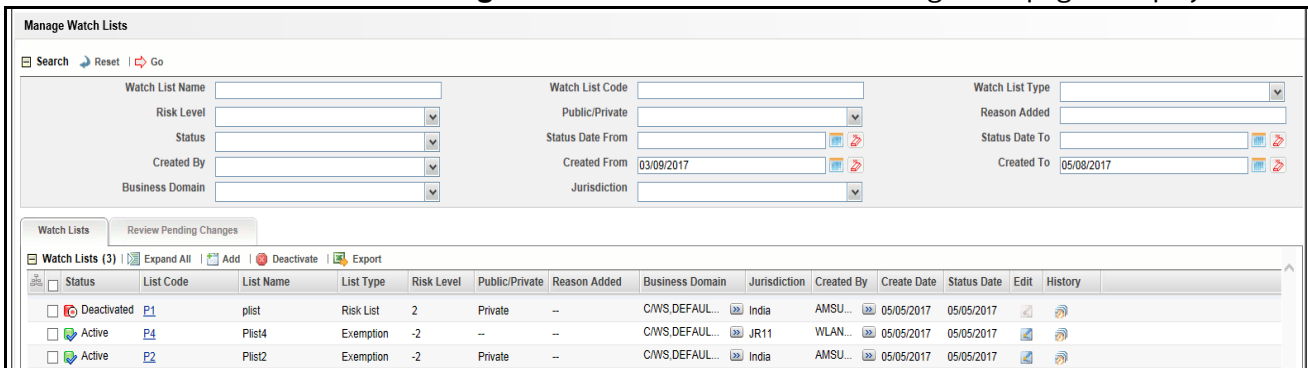 Manage Watch Lists
Search Reset | Go
Watch List Name Watch List Code Watch List Type
Risk Level Public/Private Reason Added
Status Status Date From Status Date To
Created By Created From 03/09/2017 Created To 05/08/2017
Business Domain Jurisdiction
Watch Lists Review Pending Changes
Watch Lists (3) | Expand All | Add | Deactivate | Export
Status List Code List Name List Type Risk Level Public/Private Reason Added Business Domain Jurisdiction Created By Create Date Status Date Edit History
Deactivated P1 plist Risk List 2 Private -- C/WS,DEFAUL... India AMSU... 05/05/2017 05/05/2017
Active P4 Plist4 Exemption -2 -- -- C/WS,DEFAUL... JR11 WLAN... 05/05/2017 05/05/2017
Active P2 Plist2 Exemption -2 Private -- C/WS,DEFAUL... India AMSU... 05/05/2017 05/05/2017